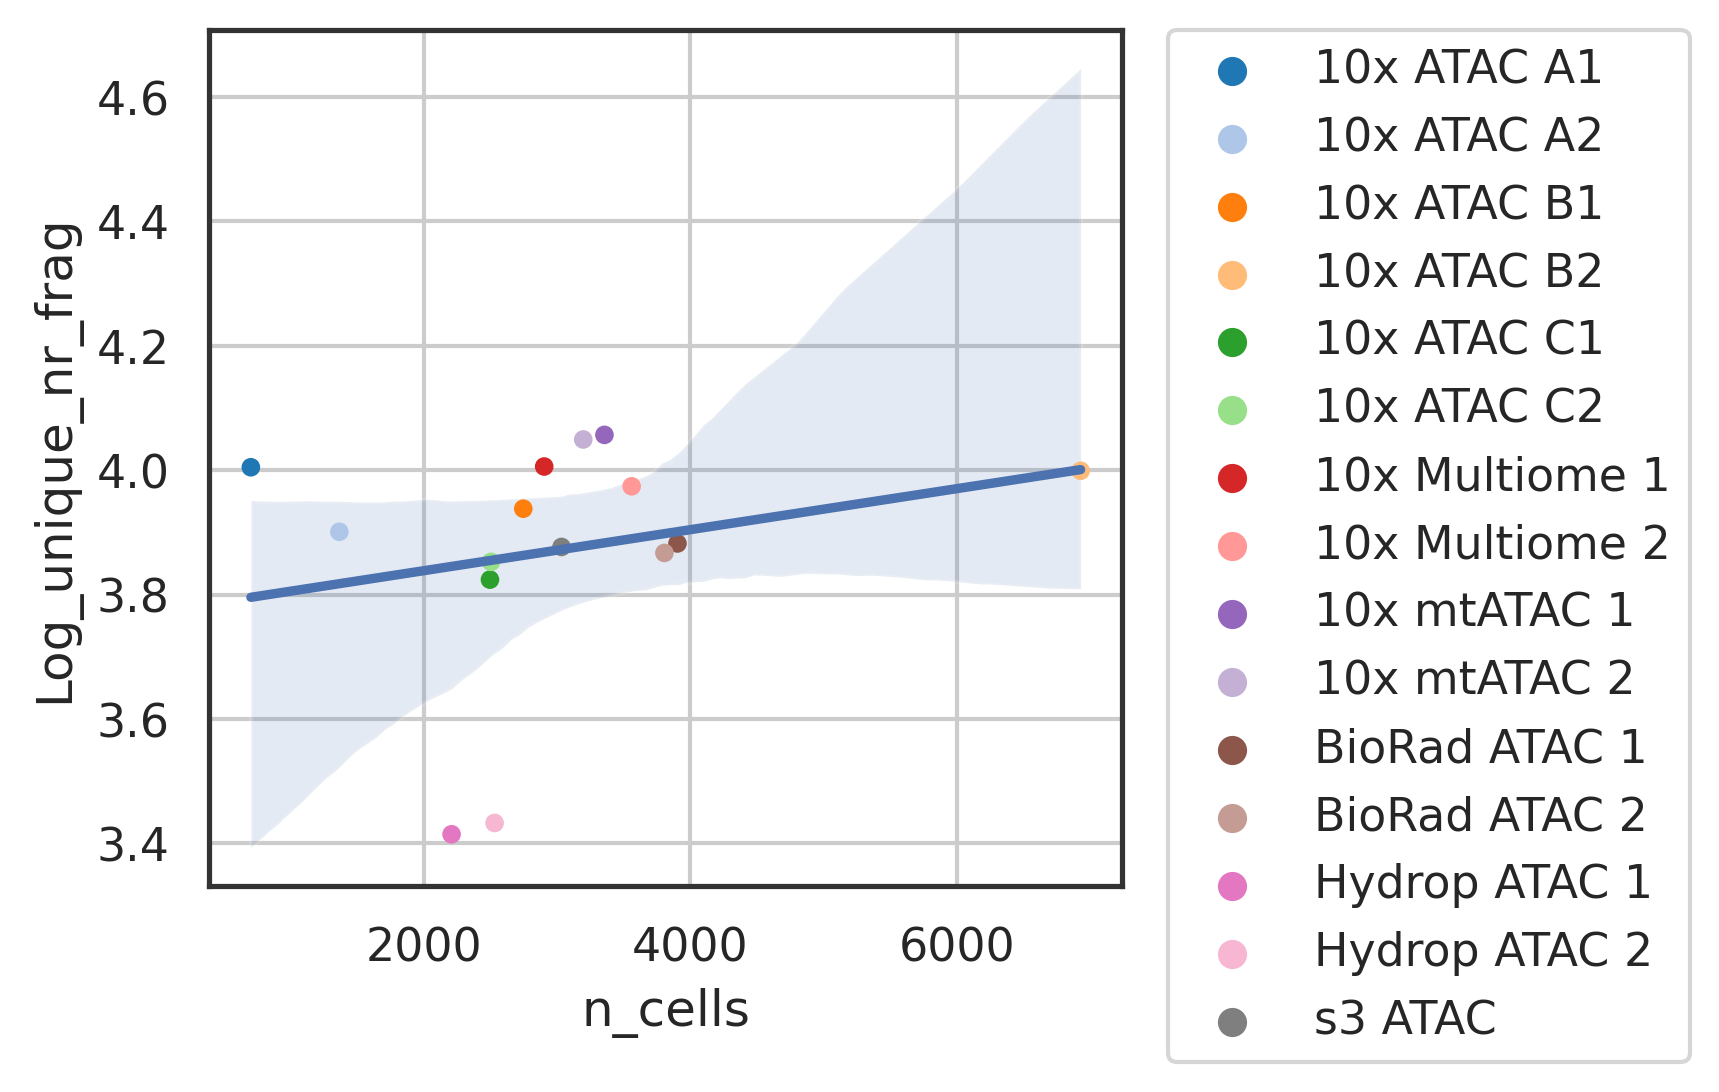 4.6
4.4
4.2
4.0
3.8
3.6
3.4
Log_unique_nr_frag
2000 4000 6000
n_cells
10x ATAC A1
10x ATAC A2
10x ATAC B1
10x ATAC B2
10x ATAC C1
10x ATAC C2
10x Multiome 1
10x Multiome 2
10x mtATAC 1
10x mtATAC 2
BioRad ATAC 1
BioRad ATAC 2
Hydrop ATAC 1
Hydrop ATAC 2
s3 ATAC